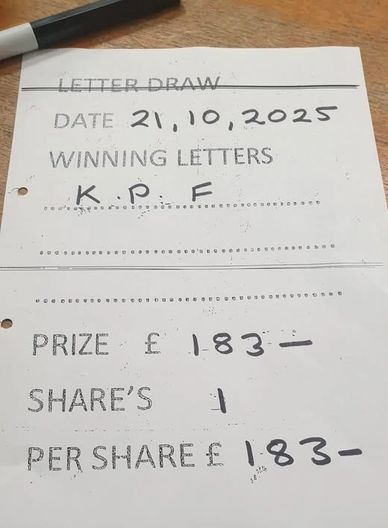 LETTER DRAW
DATE 21,10,2025
WINNING LETTERS
K.P. F
PRIZE £ 183—
SHARE'S 1
PER SHARE £ 183-